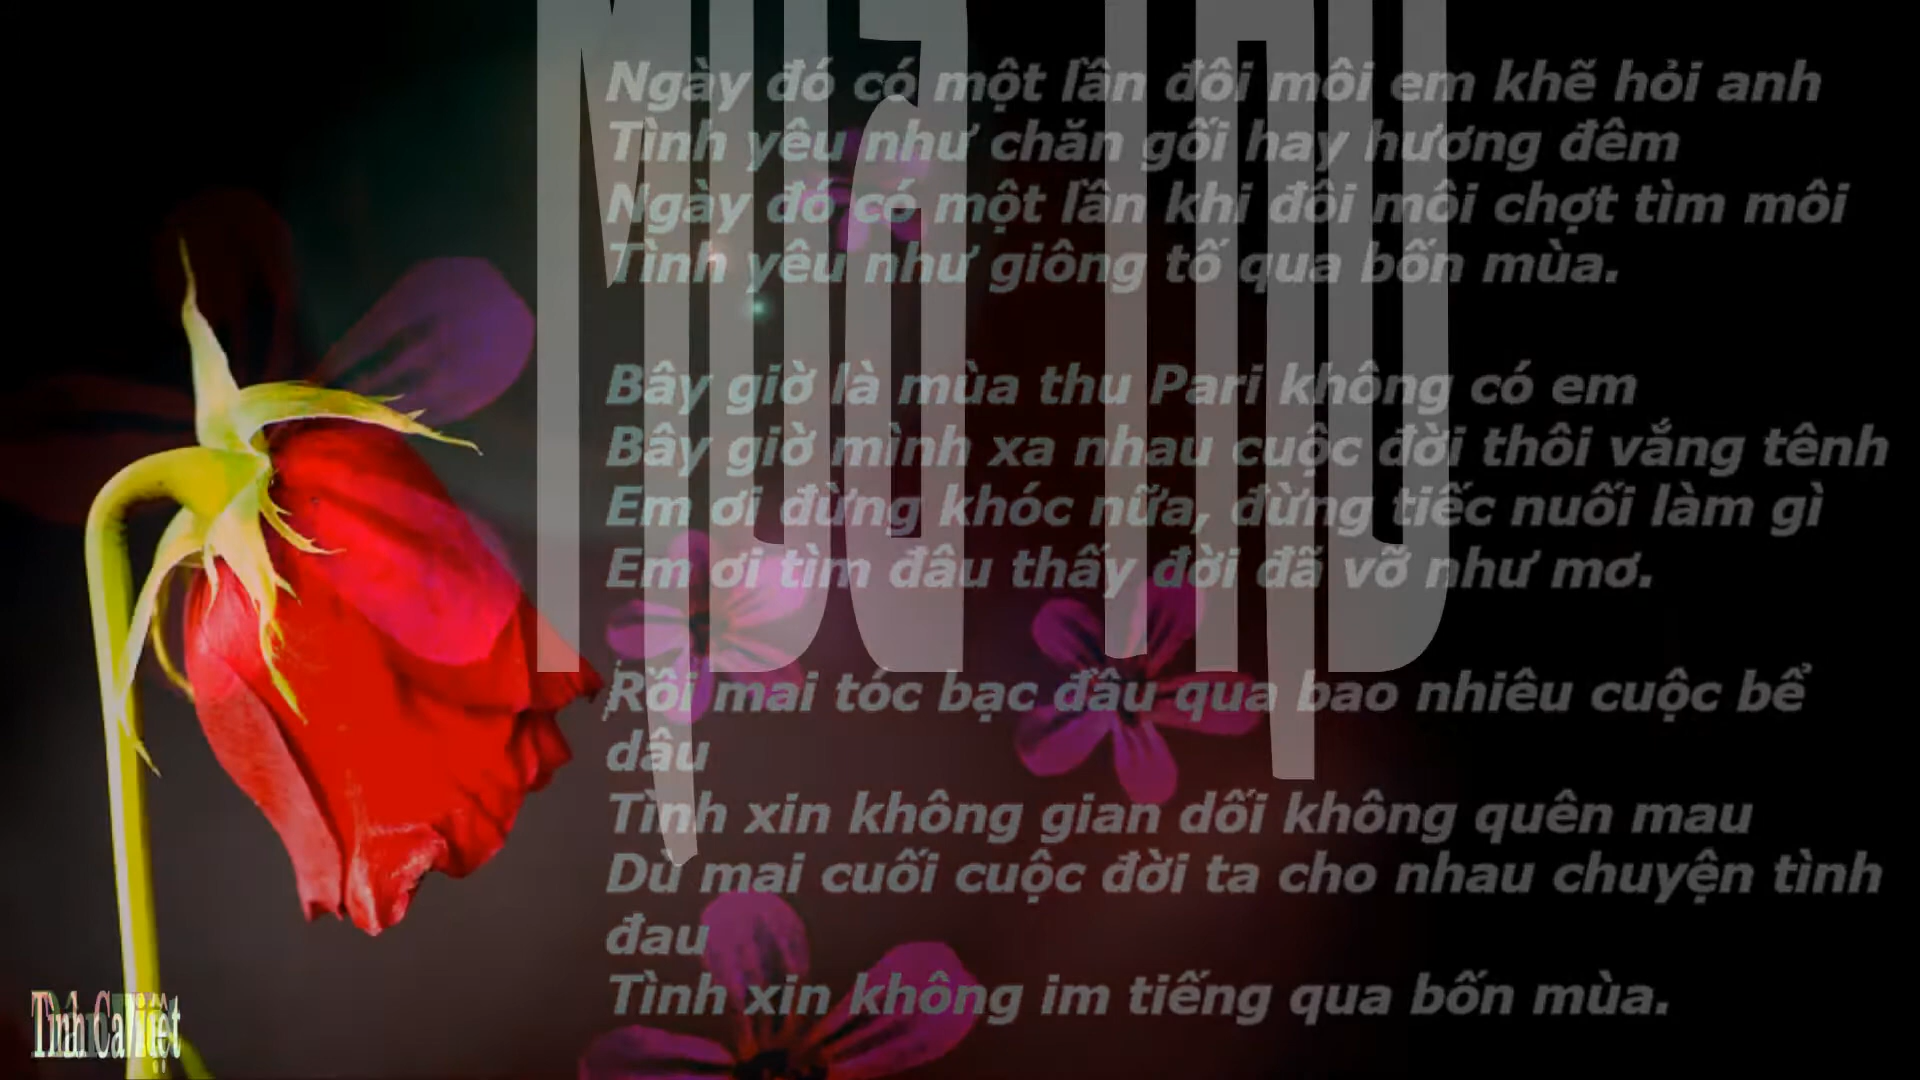 MÙA THU
Ngày đó có một lần đôi môi em khẽ hỏi anh
Tình yêu như chăn gối hay hương đêm
Ngày đó có một lần khi đôi môi chợt tìm môi
Tình yêu như giông tố qua bốn mùa.
Bây giờ là mùa thu Pari không có em
Bây giờ mình xa nhau cuộc đời thôi vắng tênh
Em ơi đừng khóc nữa, đừng tiếc nuối làm gì
Em ơi tìm đâu thấy đời đã vỡ như mơ.
Rồi mai tóc bạc đầu qua bao nhiêu cuộc bể
dâu
Tình xin không gian dối không quên mau
Dù mai cuối cuộc đời ta cho nhau chuyện tình
đau
Tình xin không im tiếng qua bốn mùa.
Tình Ca Việt